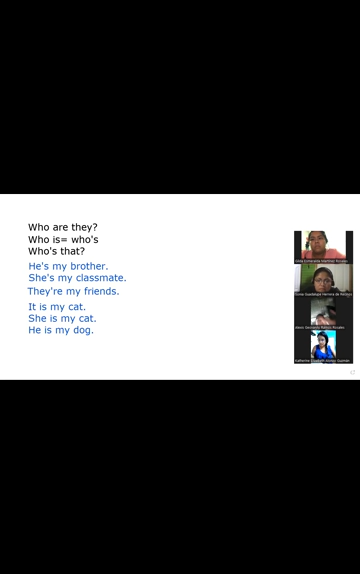 Who are they?
Who is= who's
Who's that?
He's my brother.
She's my classmate.
They're my friends.
It is my cat.
She is my cat.
He is my dog.